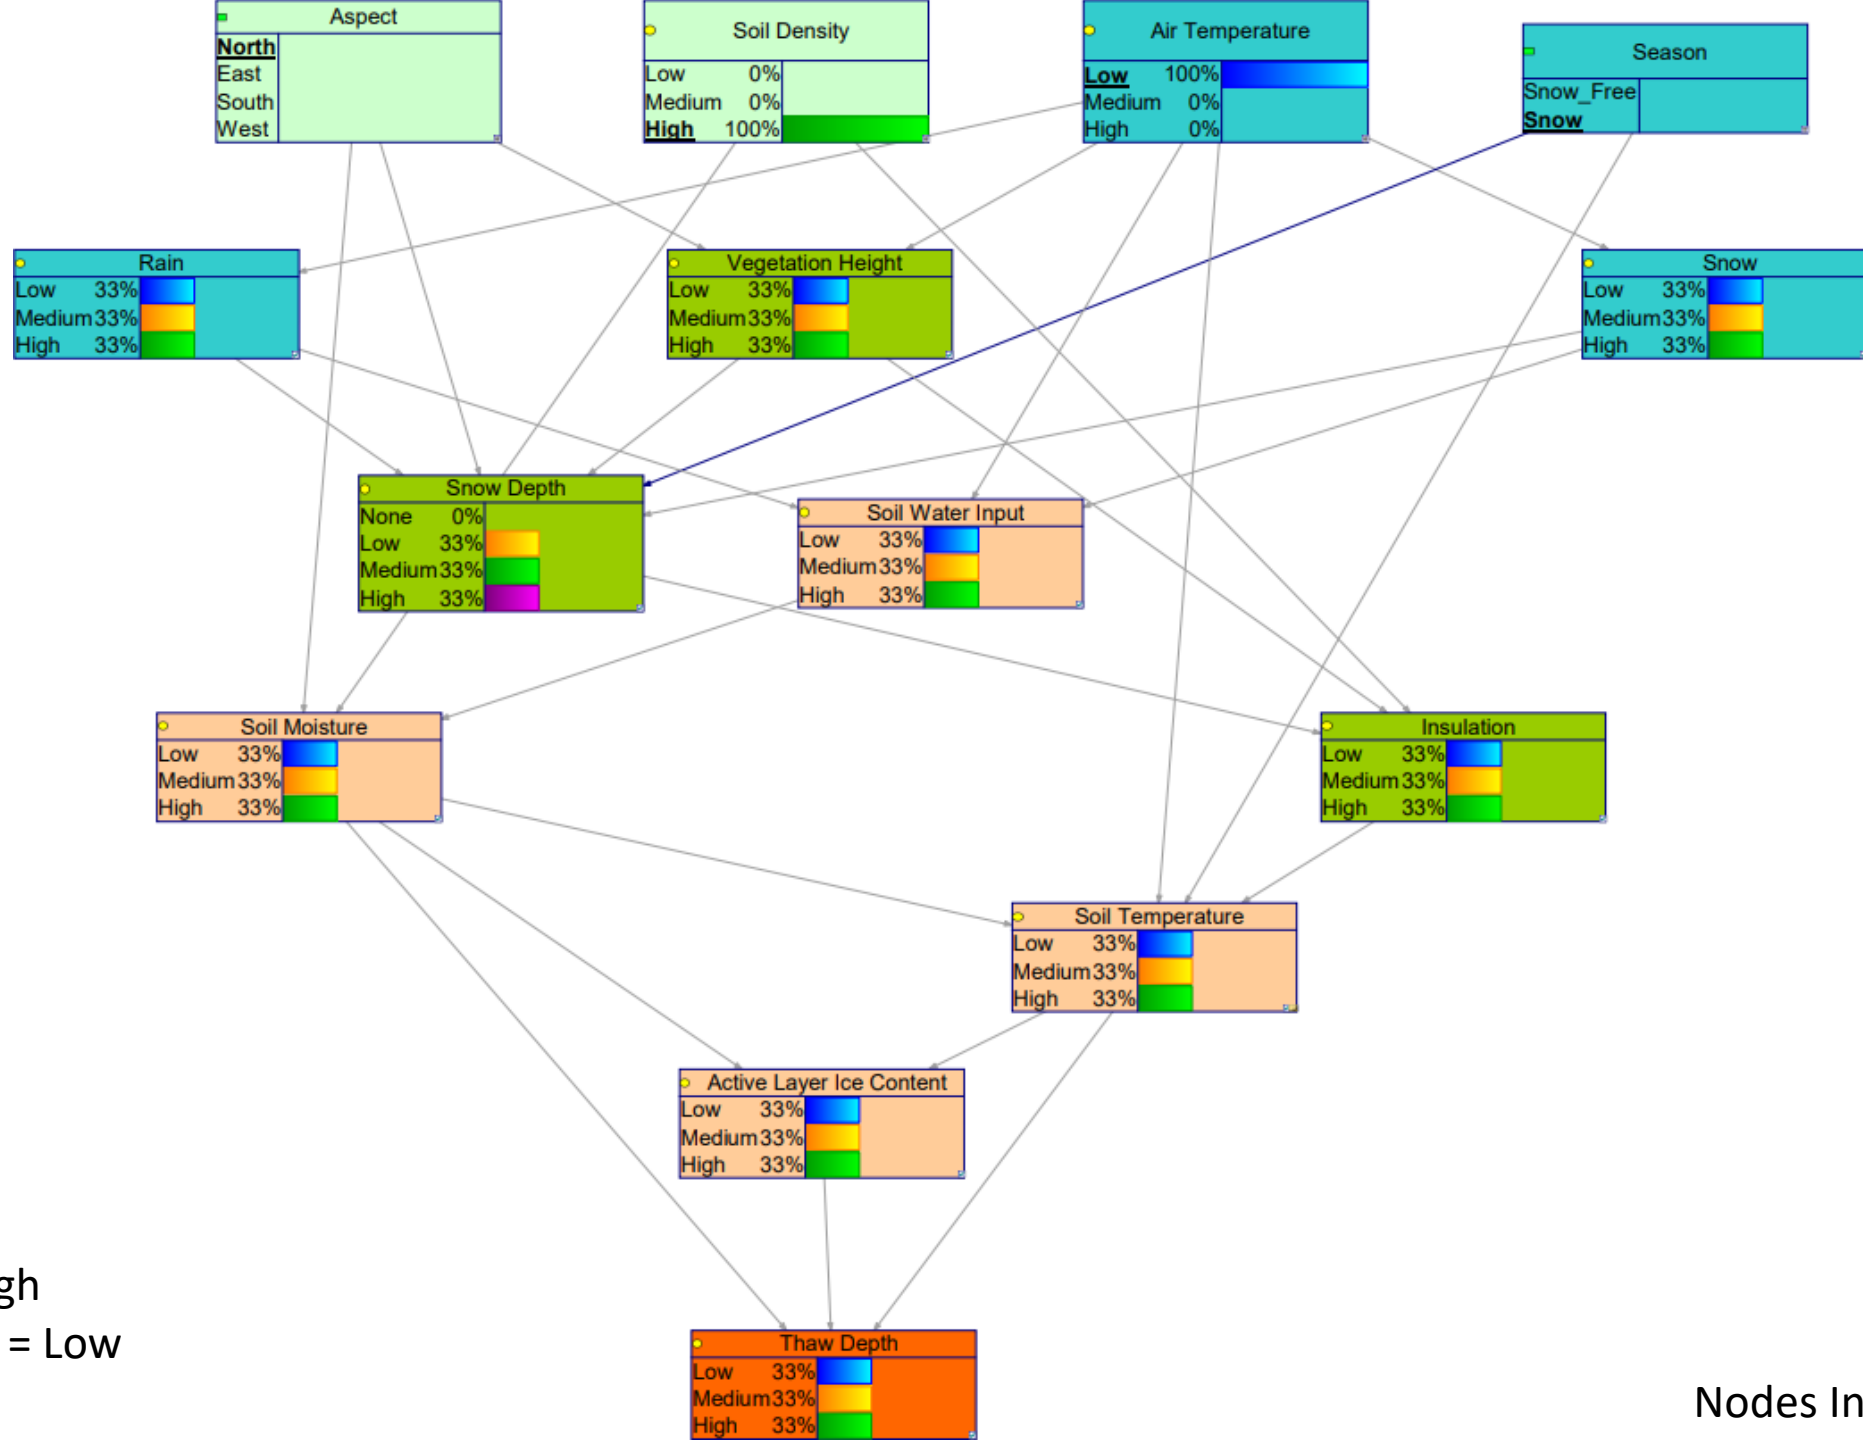 Aspect
North
East
South
West
Soil Density
Low 0%
Medium 0%
High 100%
Air Temperature
Low 100%
Medium 0%
High 0%
Season
Snow_Free
Snow
Rain
Low 33%
Medium 33%
High 33%
Vegetation Height
Low 33%
Medium 33%
High 33%
Snow
Low 33%
Medium 33%
High 33%
Snow Depth
None 0%
Low 33%
Medium 33%
High 33%
Soil Water Input
Low 33%
Medium 33%
High 33%
Soil Moisture
Low 33%
Medium 33%
High 33%
Insulation
Low 33%
Medium 33%
High 33%
Soil Temperature
Low 33%
Medium 33%
High 33%
Active Layer Ice Content
Low 33%
Medium 33%
High 33%
gh
= Low
Thaw Depth
Low 33%
Medium 33%
High 33%
Nodes In